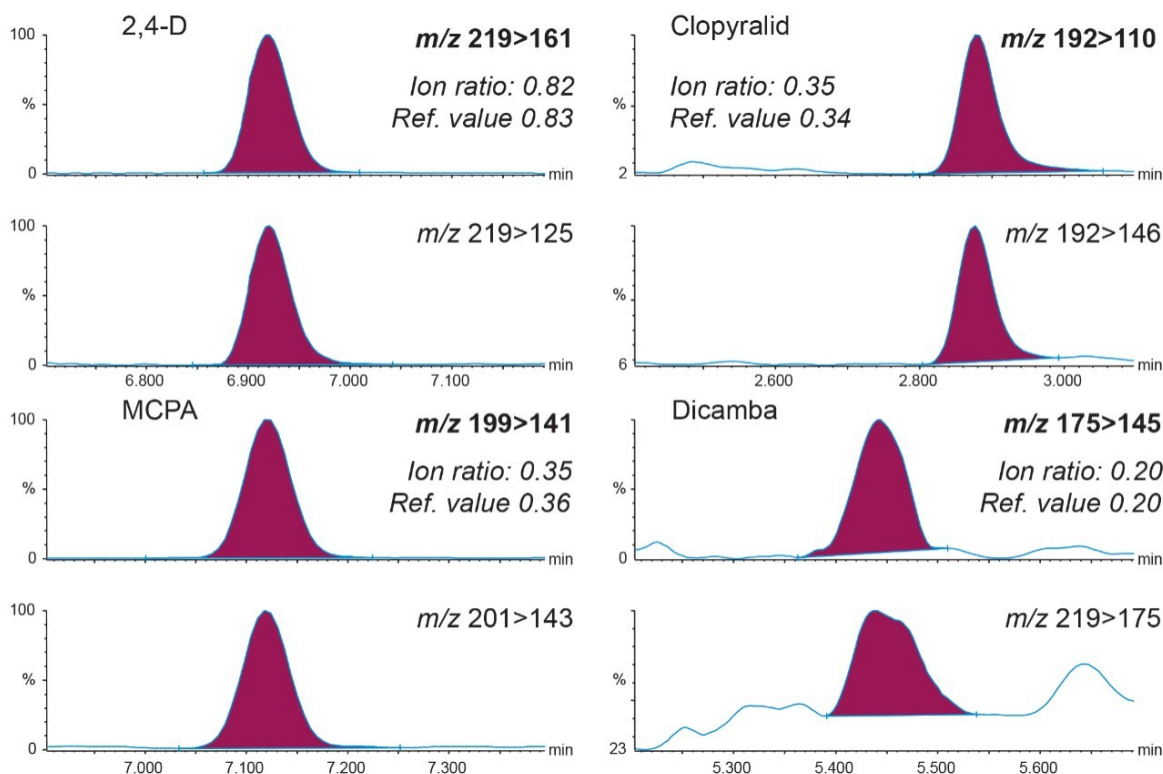 2,4-D
100
m/z 219>161
Ion ratio: 0.82
Ref. value 0.83
%
0
min
100
m/z 219>125
%
0
min
6.800 6.900 7.000 7.100
Clopyralid
m/z 192>110
Ion ratio: 0.35
Ref. value 0.34
%
2
min
m/z 192>146
%
6
min
2.600 2.800 3.000
MCPA
100
m/z 199>141
Ion ratio: 0.35
Ref. value 0.36
%
0
min
100
m/z 201>143
%
0
min
7.000 7.100 7.200 7.300
Dicamba
m/z 175>145
Ion ratio: 0.20
Ref. value 0.20
%
0
min
m/z 219>175
%
23
min
5.300 5.400 5.500 5.600